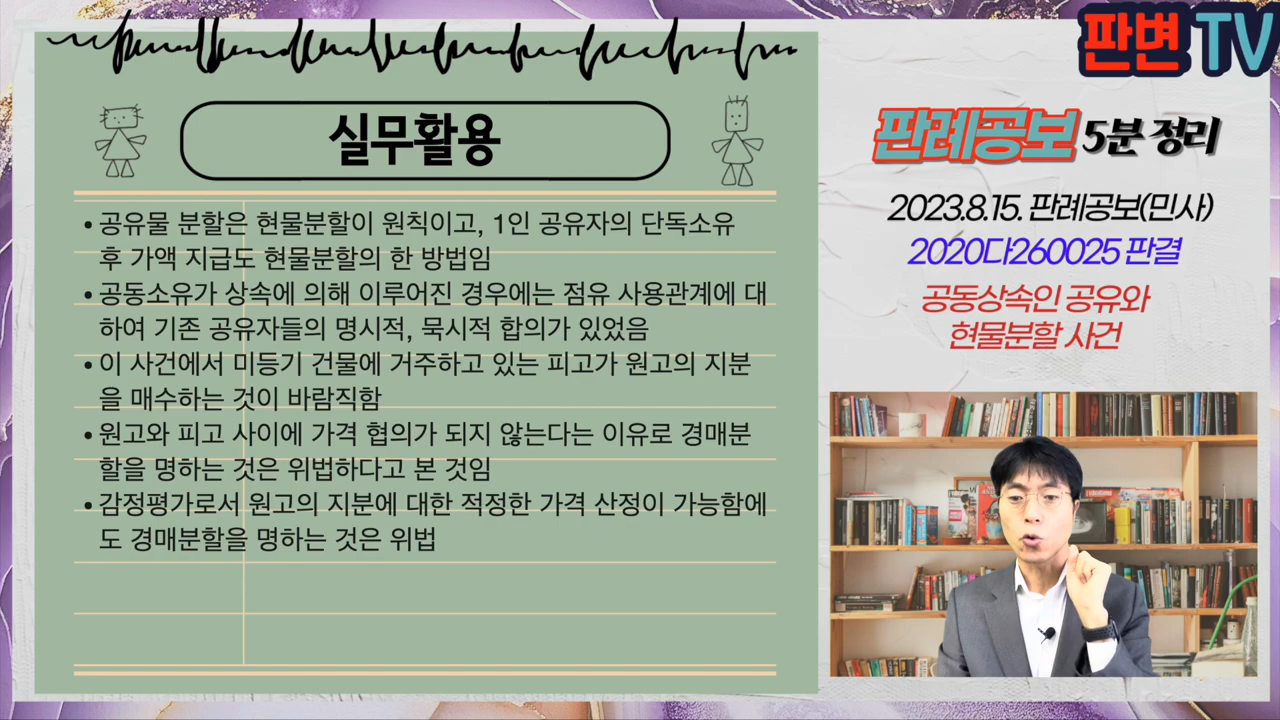 판변 TV
실무활용
• 공유물 분할은 현물분할이 원칙이고, 1인 공유자의 단독소유
후 가액 지급도 현물분할의 한 방법임
• 공동소유가 상속에 의해 이루어진 경우에는 점유 사용관계에 대
하여 기존 공유자들의 명시적, 묵시적 합의가 있었음
• 이 사건에서 미등기 건물에 거주하고 있는 피고가 원고의 지분
을 매수하는 것이 바람직함
• 원고와 피고 사이에 가격 협의가 되지 않는다는 이유로 경매분
할을 명하는 것은 위법하다고 본 것임
• 감정평가로서 원고의 지분에 대한 적정한 가격 산정이 가능함에
도 경매분할을 명하는 것은 위법
판례공보 5분 정리
2023.8.15. 판례공보(민사)
2020다260025 판결
공동상속인 공유와
현물분할 사건